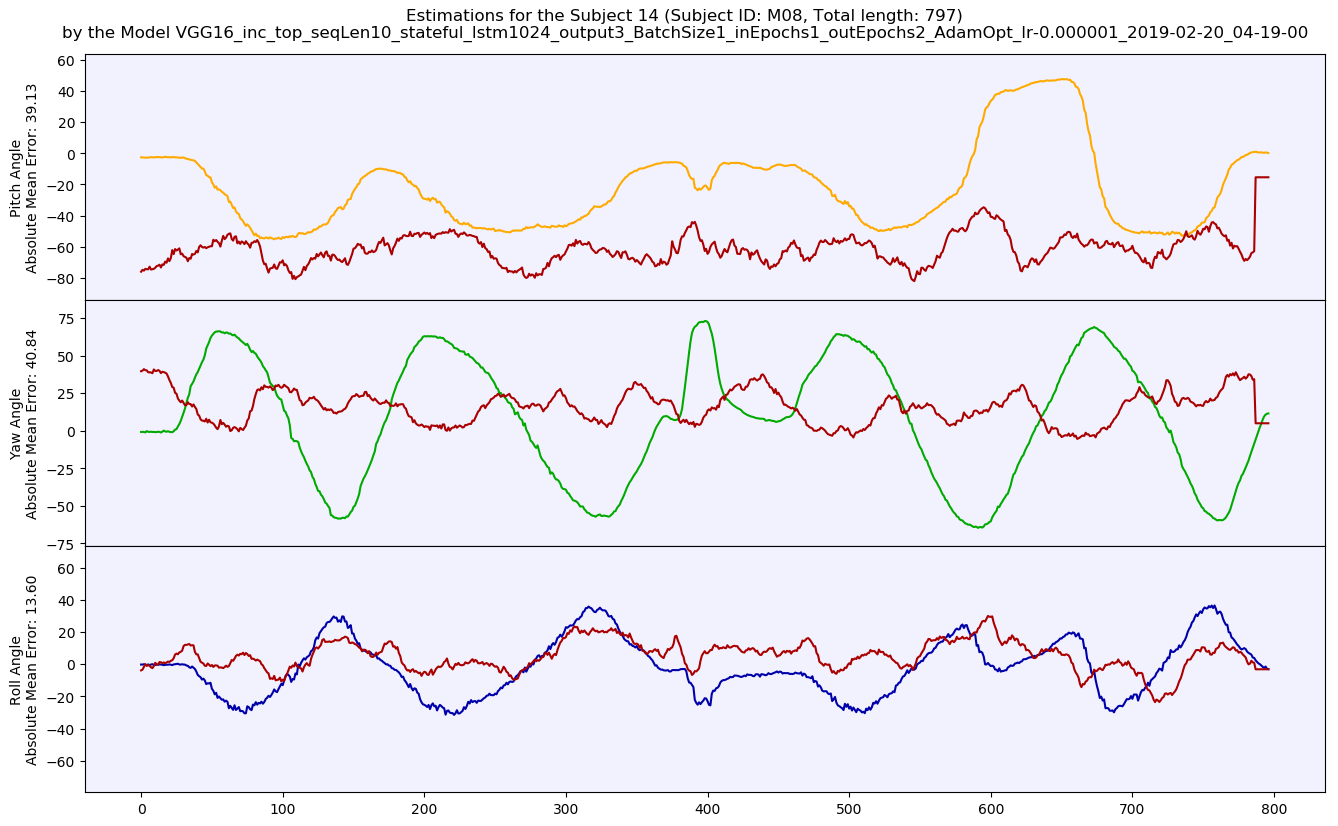 Estimations for the Subject 14 (Subject ID: M08, Total length: 797)
by the Model VGG16_inc_top_seqLen10_stateful_lstm1024_output3_BatchSize1_inEpochs1_outEpochs2_AdamOpt_lr-0.000001_2019-02-20_04-19-00
Pitch Angle
Absolute Mean Error: 39.13
60
40
20
0
−20
−40
−60
−80
Yaw Angle
Absolute Mean Error: 40.84
75
50
25
0
−25
−50
−75
Roll Angle
Absolute Mean Error: 13.60
60
40
20
0
−20
−40
−60
0 100 200 300 400 500 600 700 800